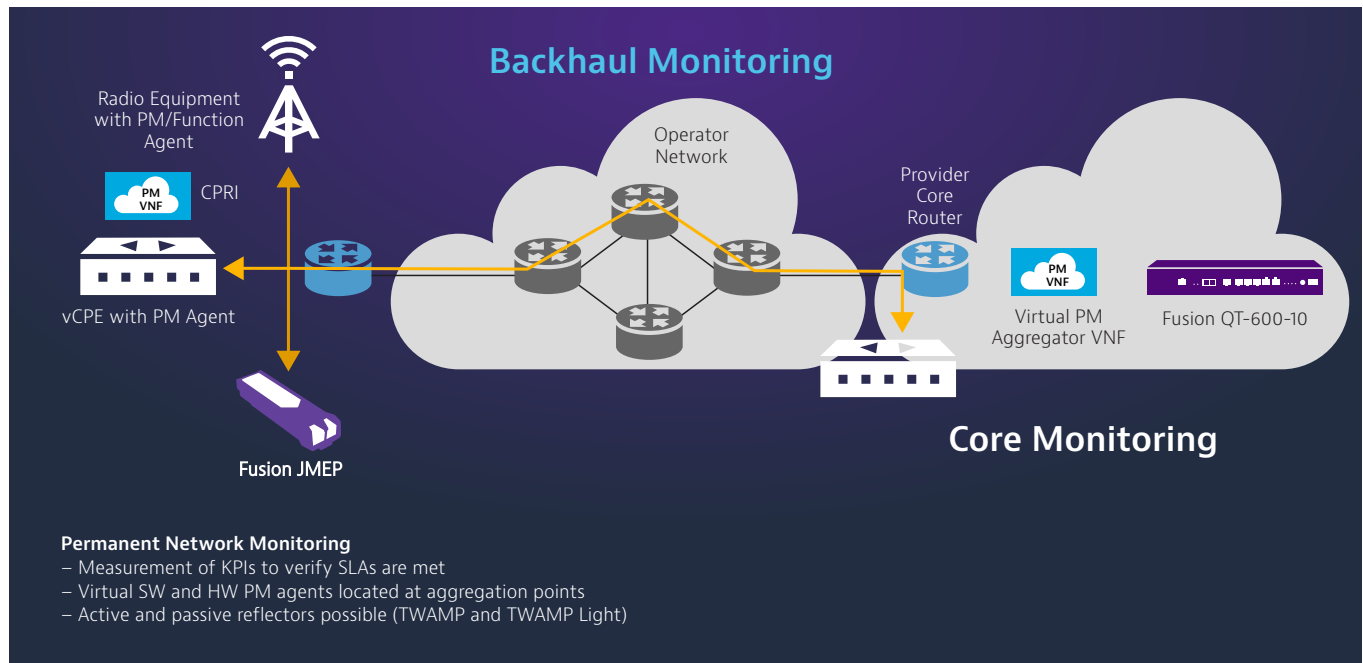 Backhaul Monitoring
Radio Equipment
with PM/Function
Agent
PM
VNF
CPRI
vCPE with PM Agent
Fusion JMEP
Operator
Network
Provider
Core
Router
PM
VNF
Virtual PM
Aggregator VNF
Fusion QT-600-10
Core Monitoring
Permanent Network Monitoring
– Measurement of KPIs to verify SLAs are met
– Virtual SW and HW PM agents located at aggregation points
– Active and passive reflectors possible (TWAMP and TWAMP Light)